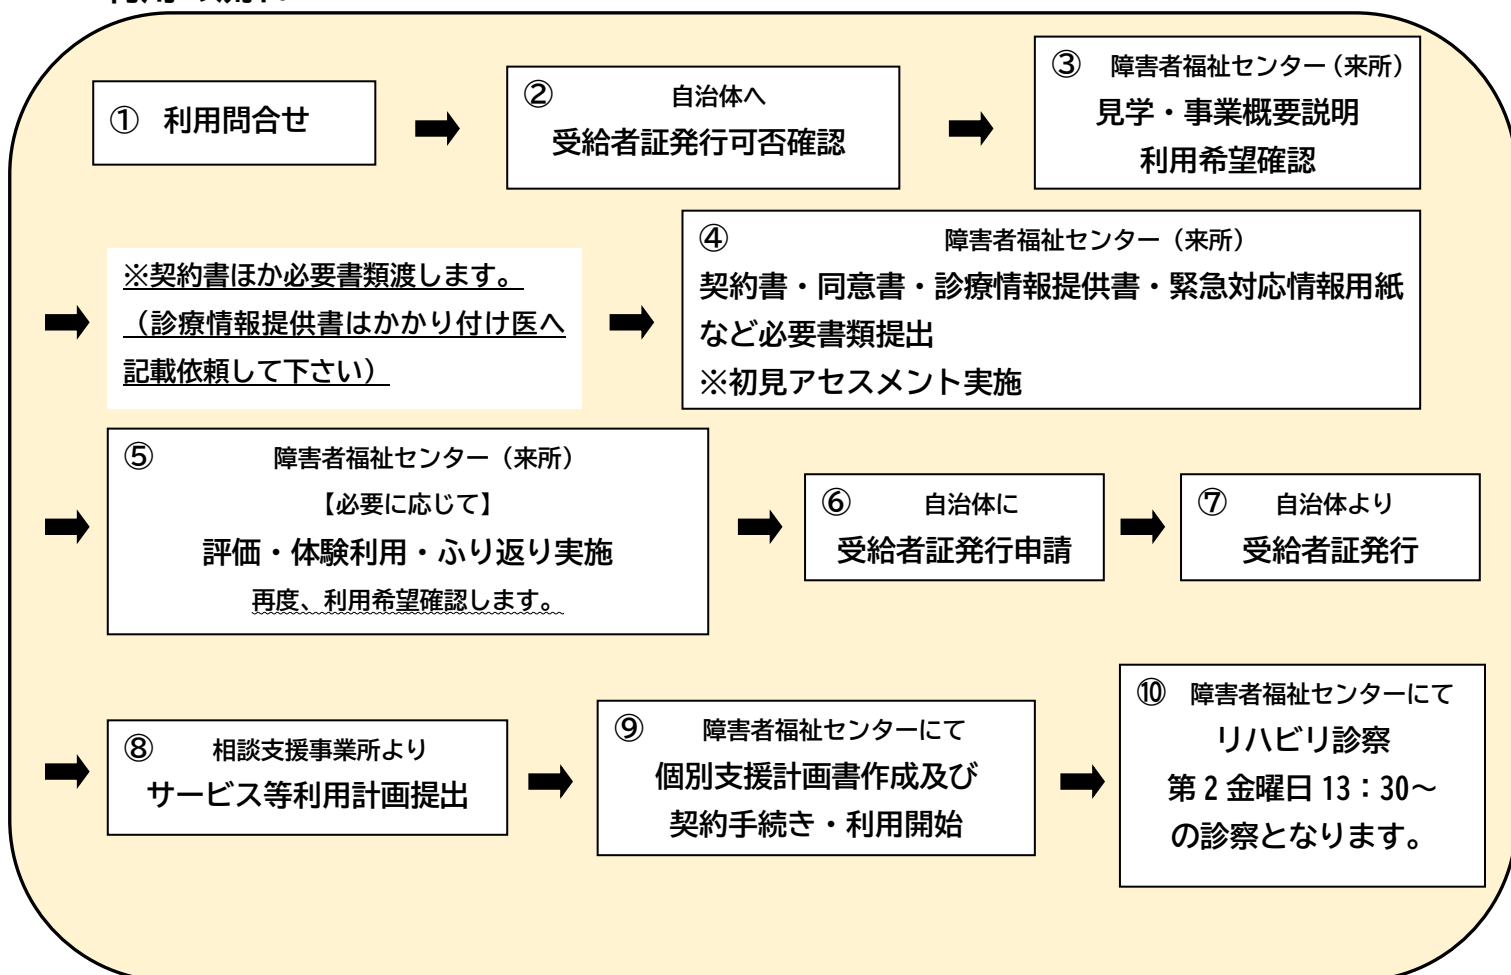 ① 利用問合せ
② 自治体へ
受給者証発行可否確認
③ 障害者福祉センター（来所）
見学・事業概要説明
利用希望確認
※契約書ほか必要書類渡します。
（診療情報提供書はかかり付け医へ
記載依頼して下さい）
④ 障害者福祉センター（来所）
契約書・同意書・診療情報提供書・緊急対応情報用紙
など必要書類提出
※初見アセスメント実施
⑤ 障害者福祉センター（来所）
【必要に応じて】
評価・体験利用・ふり返り実施
再度、利用希望確認します。
⑥ 自治体に
受給者証発行申請
⑦ 自治体より
受給者証発行
⑧ 相談支援事業所より
サービス等利用計画提出
⑨ 障害者福祉センターにて
個別支援計画書作成及び
契約手続き・利用開始
⑩ 障害者福祉センターにて
リハビリ診察
第2金曜日13：30～
の診察となります。